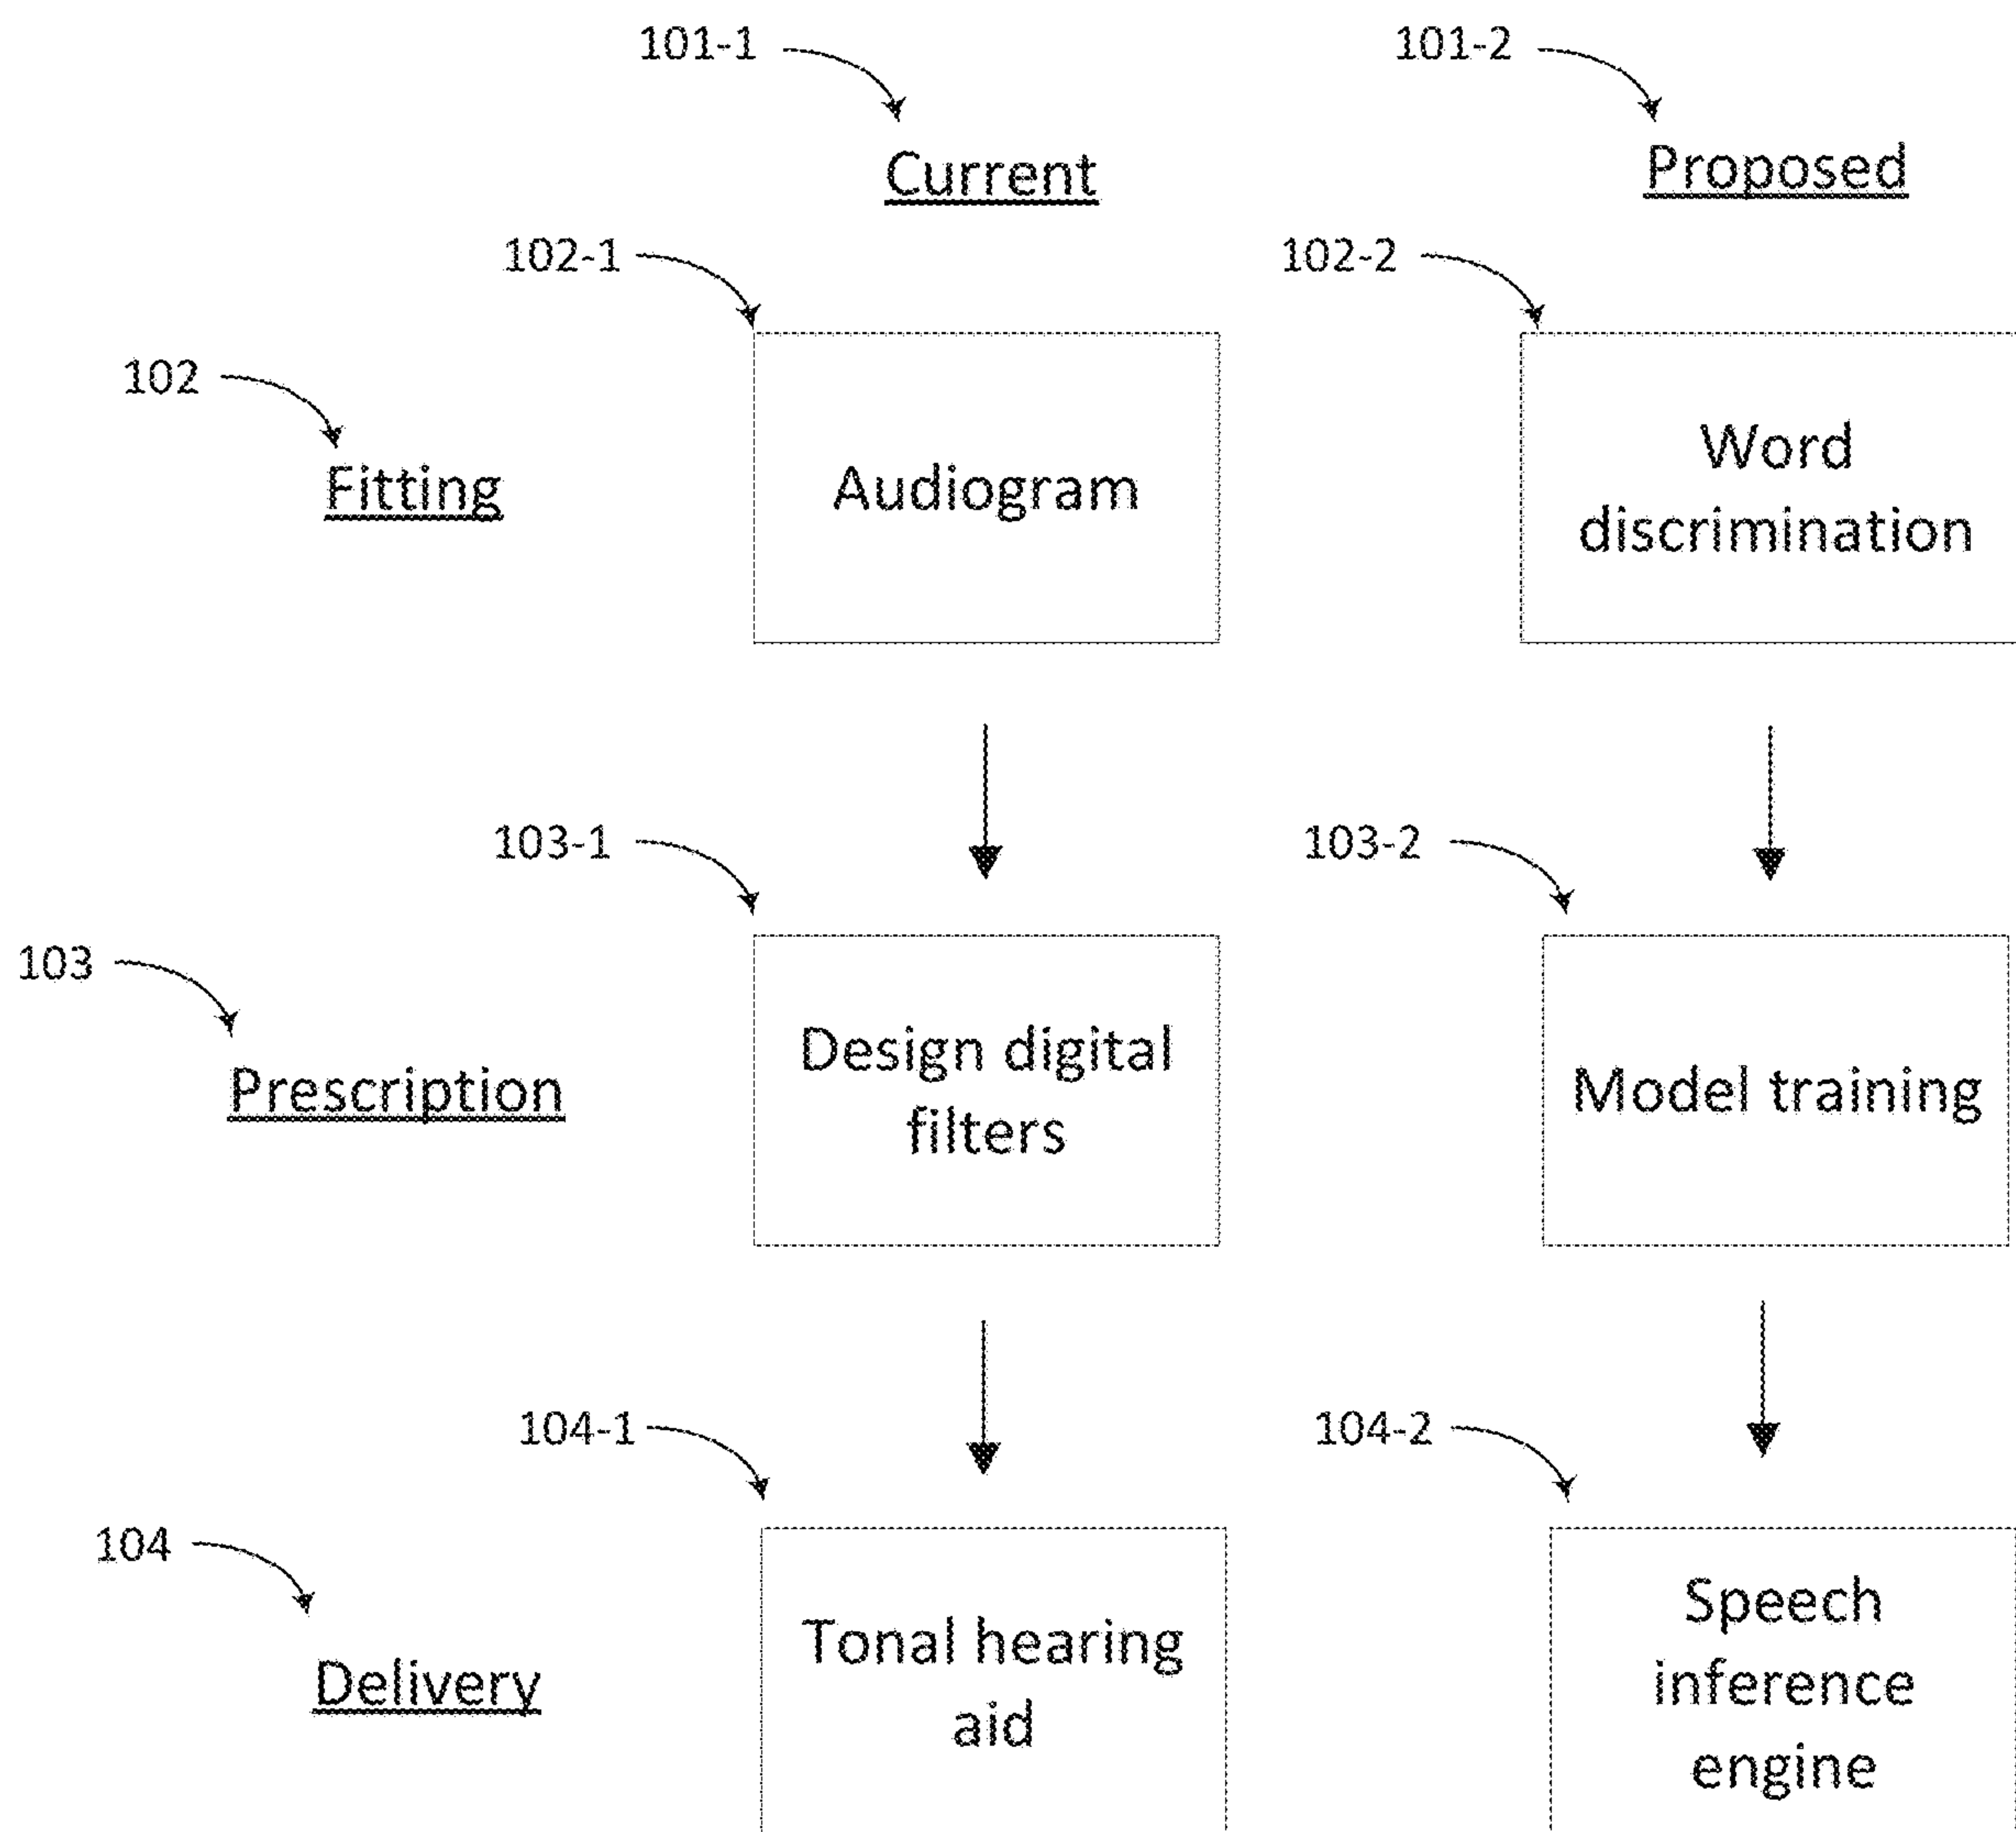 101-1
101-2
Current
Proposed
102-1
102-2
102
Fitting
Audiogram
Word
discrimination
103-1
103-2
103
Prescription
Design digital
filters
Model training
104-1
104-2
104
Delivery
Tonal hearing
aid
Speech
inference
engine